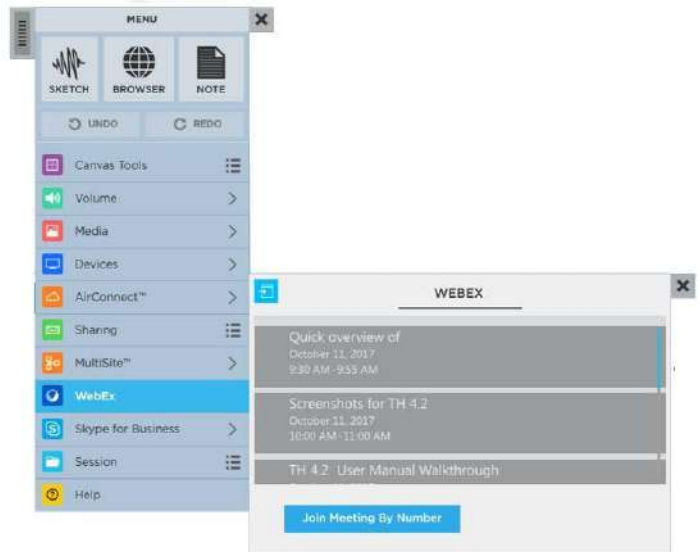 MENU
SKETCH
BROWSER
NOTE
UNDO
REDO
Canvas Tools
Volume
Media
Devices
AirConnect™
Sharing
MultiSite™
WebEx
Skype for Business
Session
Help
WEBEX
Quick overview of
October 11, 2017
9:30 AM-9:55 AM
Screenshots for TH 4.2
October 11, 2017
10:00 AM-11:00 AM
TH 4.2 User Manual Walkthrough
Join Meeting By Number